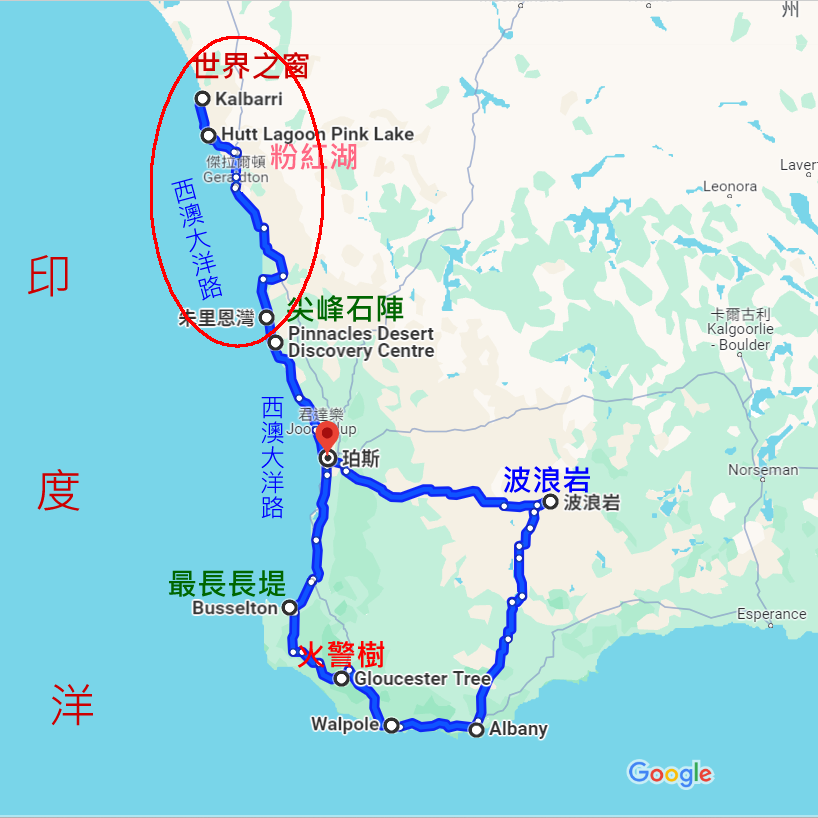 州
世界之窗
Kalbarri
Hutt Lagoon Pink Lake
粉紅湖
傑拉爾頓
Geraldton
Laver
Leonora
西澳大洋路
印
朱里恩灣
尖峰石陣
Pinnacles Desert
Discovery Centre
卡爾古利
Kalgoorlie
- Boulder
西澳大洋路
君達樂
珀斯
度
波浪岩
波浪岩
Norseman
最長長堤
Busselton
Esperance
火警樹
Gloucester Tree
洋
Walpole
Albany
Google